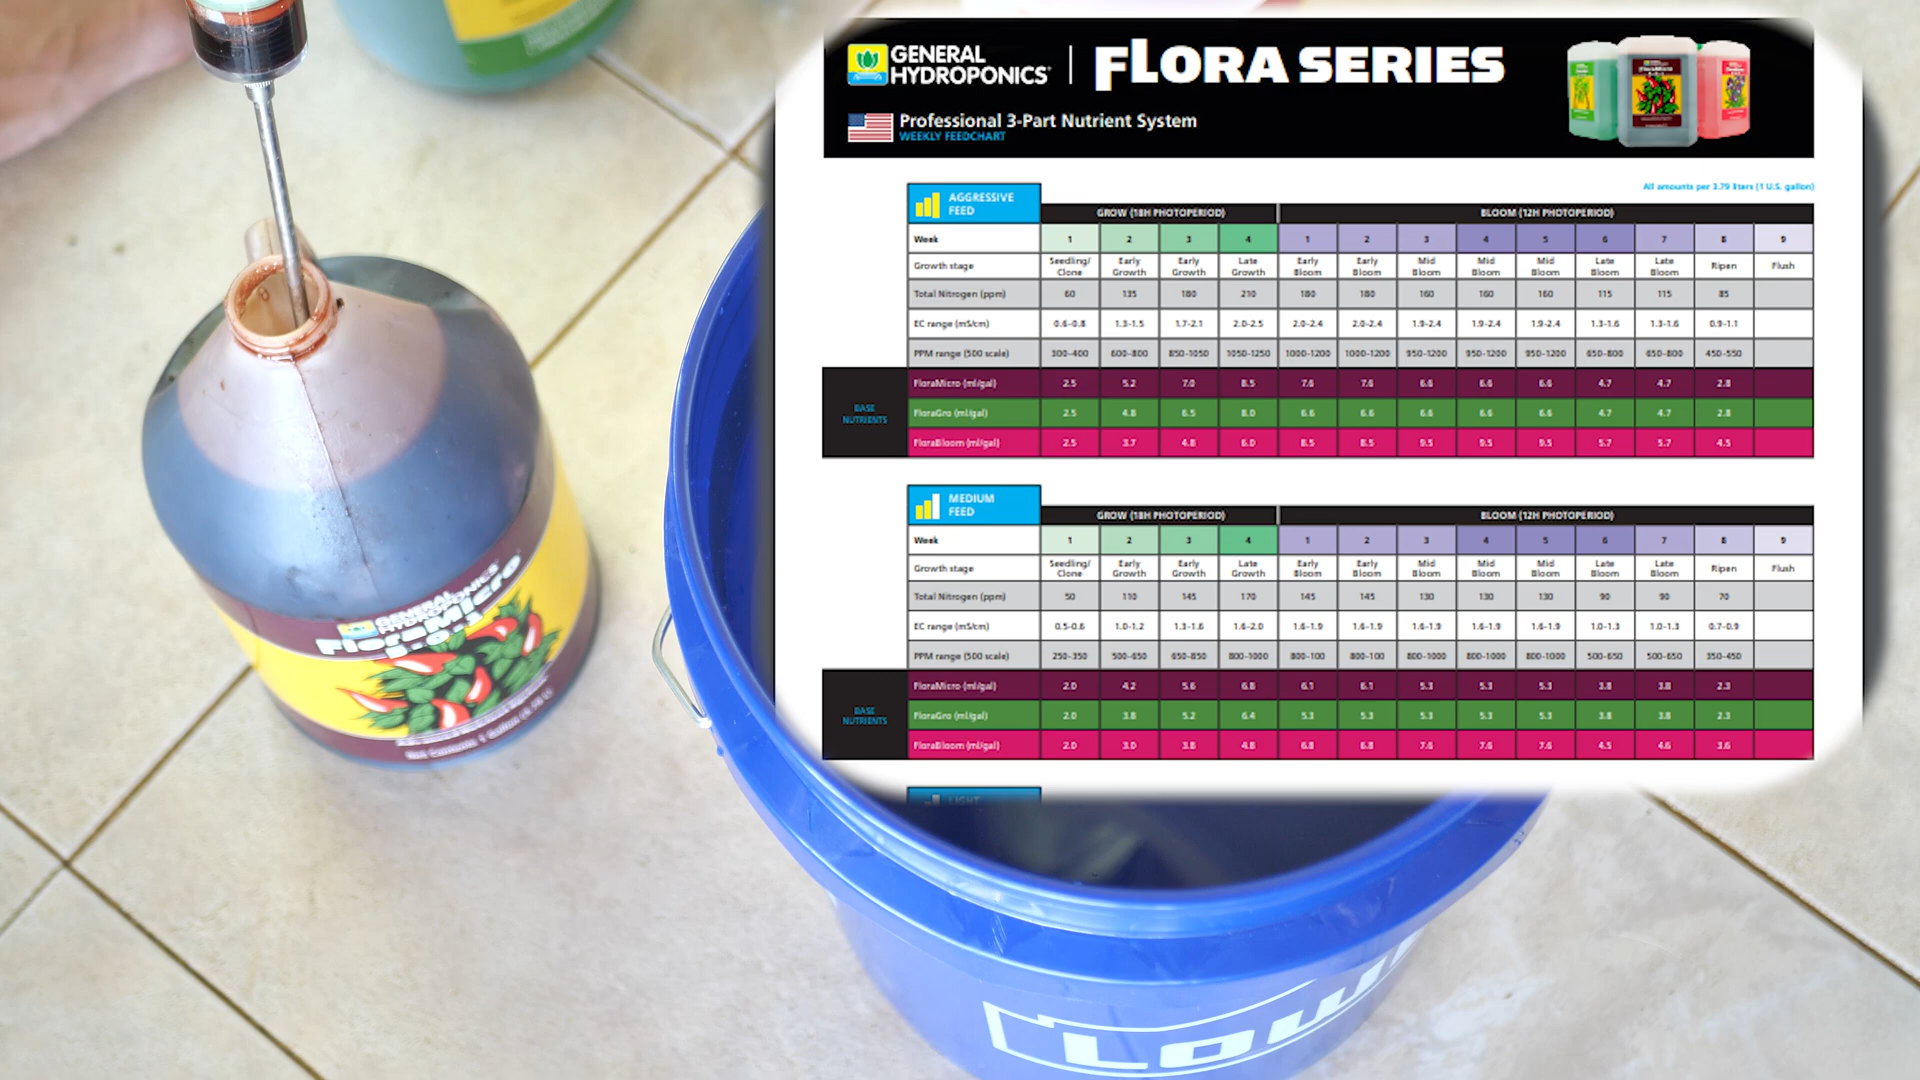 GENERAL HYDROPONICS
FloraMicro
5-0-1
LOWE
GENERAL
HYDROPONICS®
FLORA SERIES
Professional 3-Part Nutrient System
WEEKLY FEEDCHART
All amounts per 3.79 liters (1 U.S. gallon)
AGGRESSIVE
FEED
GROW (18H PHOTOPERIOD) BLOOM (12H PHOTOPERIOD)
Week 1 2 3 4 1 2 3 4 5 6 7 8 9
Growth stage Seedling/ Clone Early Growth Early Growth Late Growth Early Bloom Early Bloom Mid Bloom Mid Bloom Mid Bloom Late Bloom Late Bloom Ripen Flush
Total Nitrogen (ppm) 60 135 180 210 180 180 160 160 160 115 115 85
EC range (mS/cm) 0.6-0.8 1.3-1.5 1.7-2.1 2.0-2.5 2.0-2.4 2.0-2.4 1.9-2.4 1.9-2.4 1.9-2.4 1.3-1.6 1.3-1.6 0.9-1.1
PPM range (500 scale) 300-400 600-800 850-1050 1050-1250 1000-1200 1000-1200 950-1200 950-1200 950-1200 650-800 650-800 450-550
BASE
NUTRIENTS
FloraMicro (ml/gal) 2.5 5.2 7.0 8.5 7.6 7.6 6.6 6.6 6.6 4.7 4.7 2.8
FloraGro (ml/gal) 2.5 4.8 6.5 8.0 6.6 6.6 6.6 6.6 6.6 4.7 4.7 2.8
FloraBloom (ml/gal) 2.5 3.7 4.8 6.0 8.5 8.5 9.5 9.5 9.5 5.7 5.7 4.5
MEDIUM
FEED
GROW (18H PHOTOPERIOD) BLOOM (12H PHOTOPERIOD)
Week 1 2 3 4 1 2 3 4 5 6 7 8 9
Growth stage Seedling/ Clone Early Growth Early Growth Late Growth Early Bloom Early Bloom Mid Bloom Mid Bloom Mid Bloom Late Bloom Late Bloom Ripen Flush
Total Nitrogen (ppm) 50 110 145 170 145 145 130 130 130 90 90 70
EC range (mS/cm) 0.5-0.6 1.0-1.2 1.3-1.6 1.6-2.0 1.6-1.9 1.6-1.9 1.6-1.9 1.6-1.9 1.6-1.9 1.0-1.3 1.0-1.3 0.7-0.9
PPM range (500 scale) 250-350 500-650 650-850 800-1000 800-100 800-100 800-1000 800-1000 800-1000 500-650 500-650 350-450
BASE
NUTRIENTS
FloraMicro (ml/gal) 2.0 4.2 5.6 6.8 6.1 6.1 5.3 5.3 5.3 3.8 3.8 2.3
FloraGro (ml/gal) 2.0 3.8 5.2 6.4 5.3 5.3 5.3 5.3 5.3 3.8 3.8 2.3
FloraBloom (ml/gal) 2.0 3.0 3.8 4.8 6.8 6.8 7.6 7.6 7.6 4.5 4.6 3.6
LIGHT